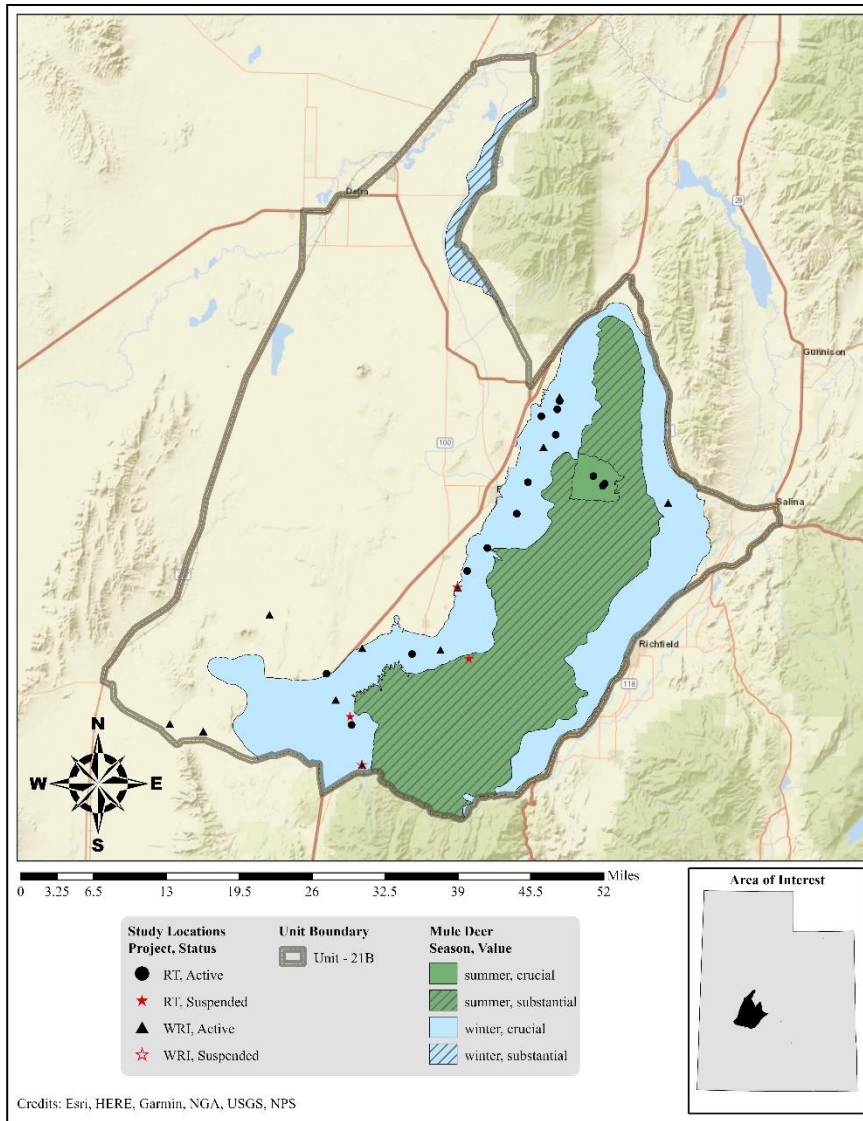 Delta
28
Gunnison
100
Salina
Richfield
118
N
W
E
S
Miles
0 3.25 6.5 13 19.5 26 32.5 39 45.5 52
Study Locations
Project, Status
RT, Active
RT, Suspended
WRI, Active
WRI, Suspended
Unit Boundary
Unit - 21B
Mule Deer
Season, Value
summer, crucial
summer, substantial
winter, crucial
winter, substantial
Area of Interest
Credits: Esri, HERE, Garmin, NGA, USGS, NPS